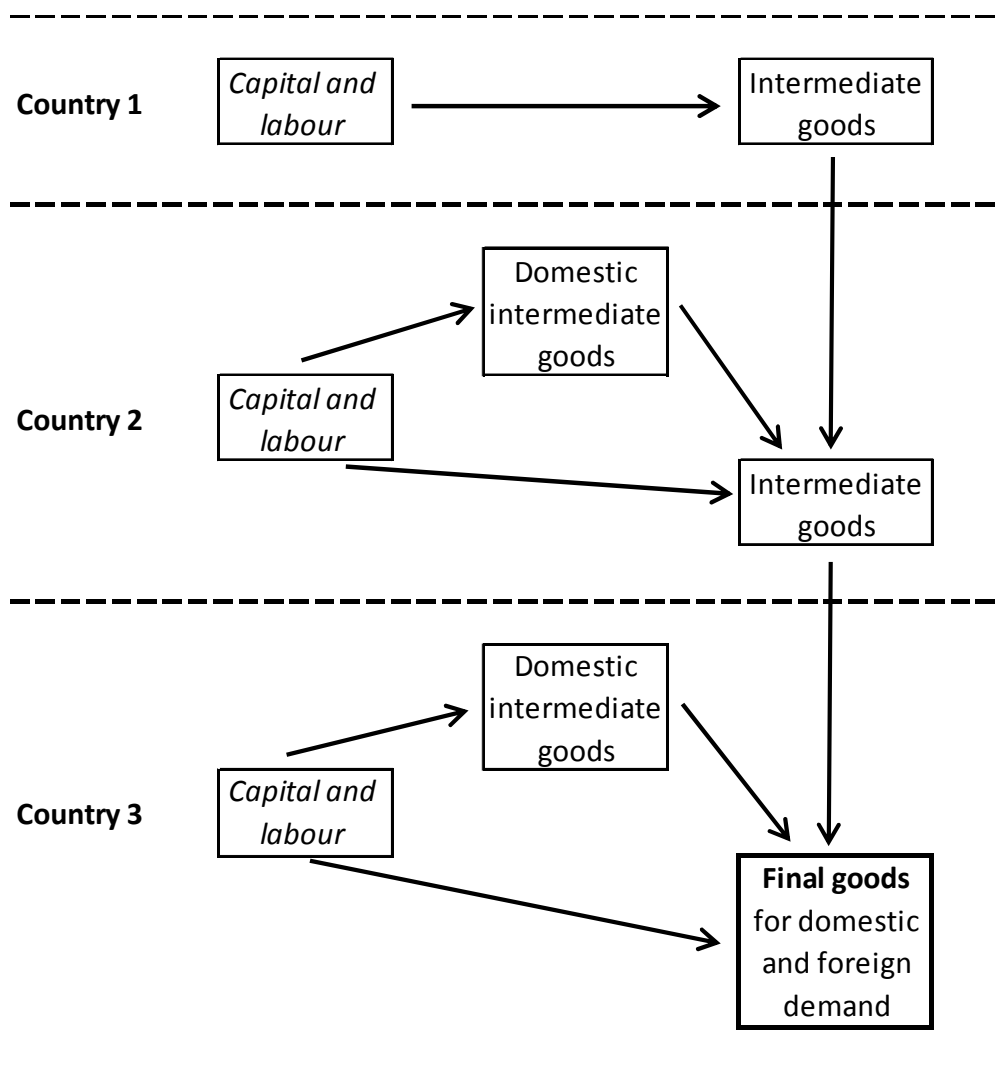 Country 1
Capital and
labour
Intermediate
goods
Domestic
intermediate
goods
Country 2
Capital and
labour
Intermediate
goods
Domestic
intermediate
goods
Country 3
Capital and
labour
Final goods
for domestic
and foreign
demand